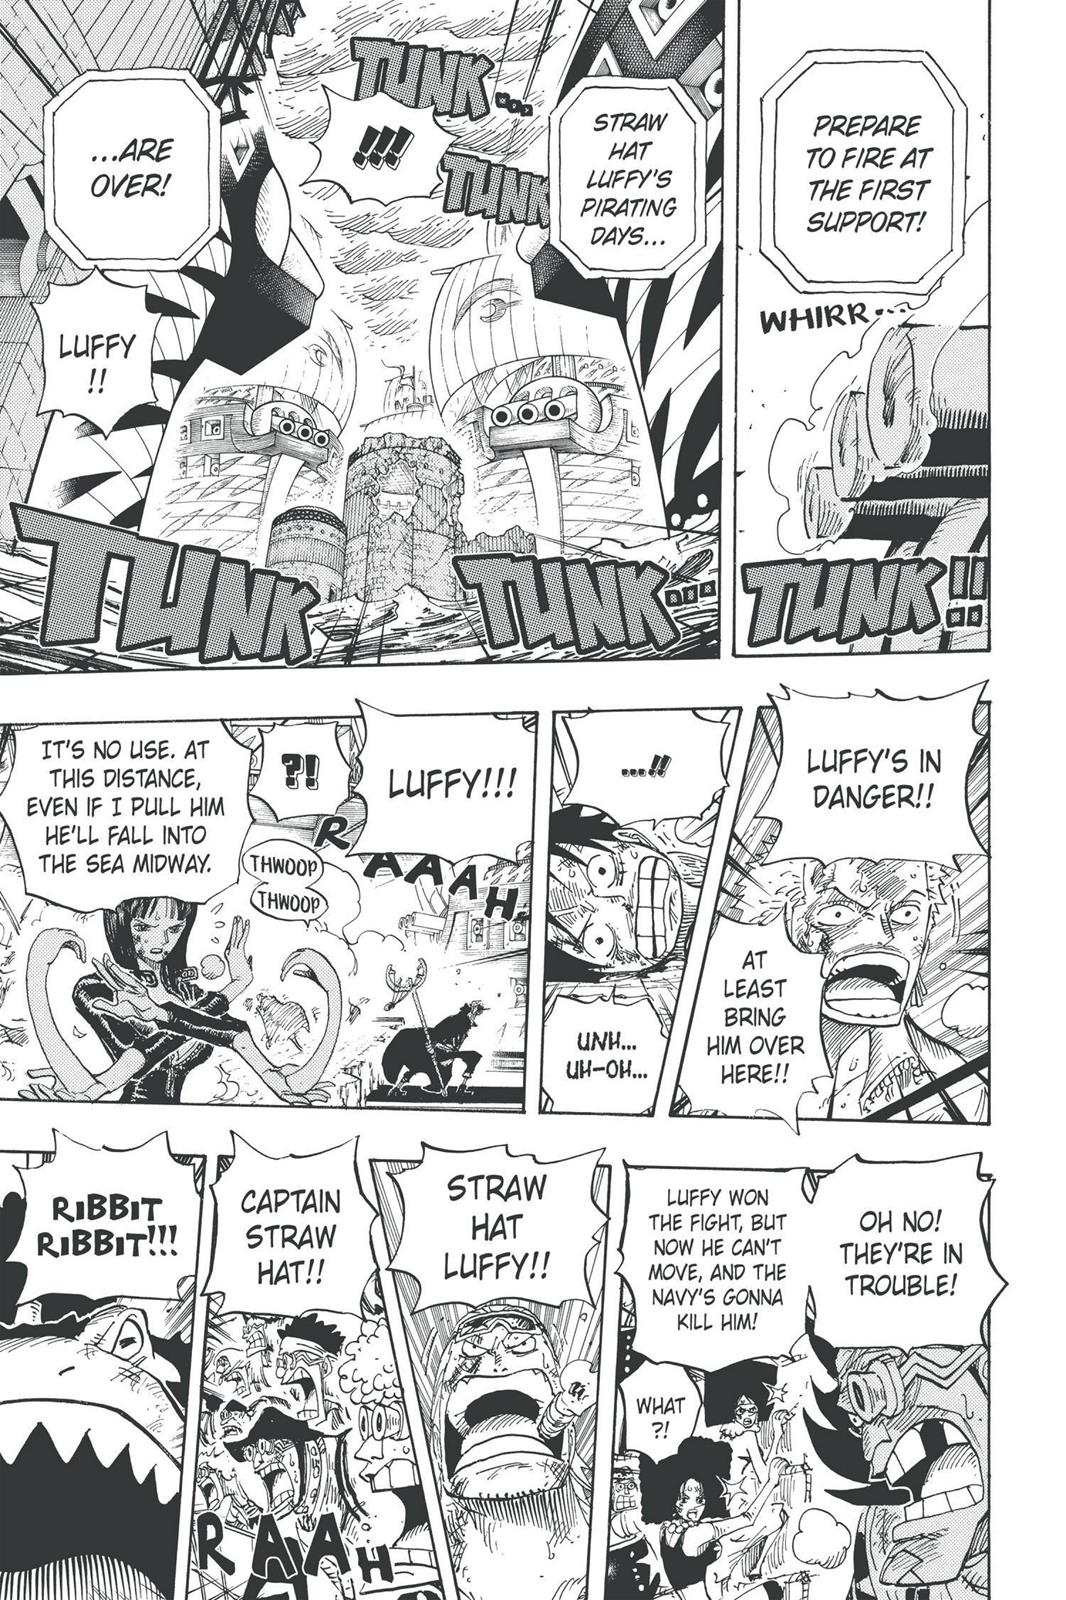 PREPARE
TO FIRE AT
THE FIRST
SUPPORT!
WHIRR...
TUNK!!
STRAW
HAT
LUFFY'S
PIRATING
DAYS...
TUNK...
!!!
TUNK
...ARE
OVER!
LUFFY
!!
TUNK...
TUNK
LUFFY'S IN
DANGER!!
AT
LEAST
BRING
HIM OVER
HERE!!
...!!
UNH...
UH-OH...
LUFFY!!!
RAAAAH
?!
THWOOP
THWOOP
IT'S NO USE. AT
THIS DISTANCE,
EVEN IF I PULL HIM
HE'LL FALL INTO
THE SEA MIDWAY.
OH NO!
THEY'RE IN
TROUBLE!
LUFFY WON
THE FIGHT, BUT
NOW HE CAN'T
MOVE, AND THE
NAVY'S GONNA
KILL HIM!
WHAT
?!
STRAW
HAT
LUFFY!!
CAPTAIN
STRAW
HAT!!
RAAAH
RIBBIT
RIBBIT!!!